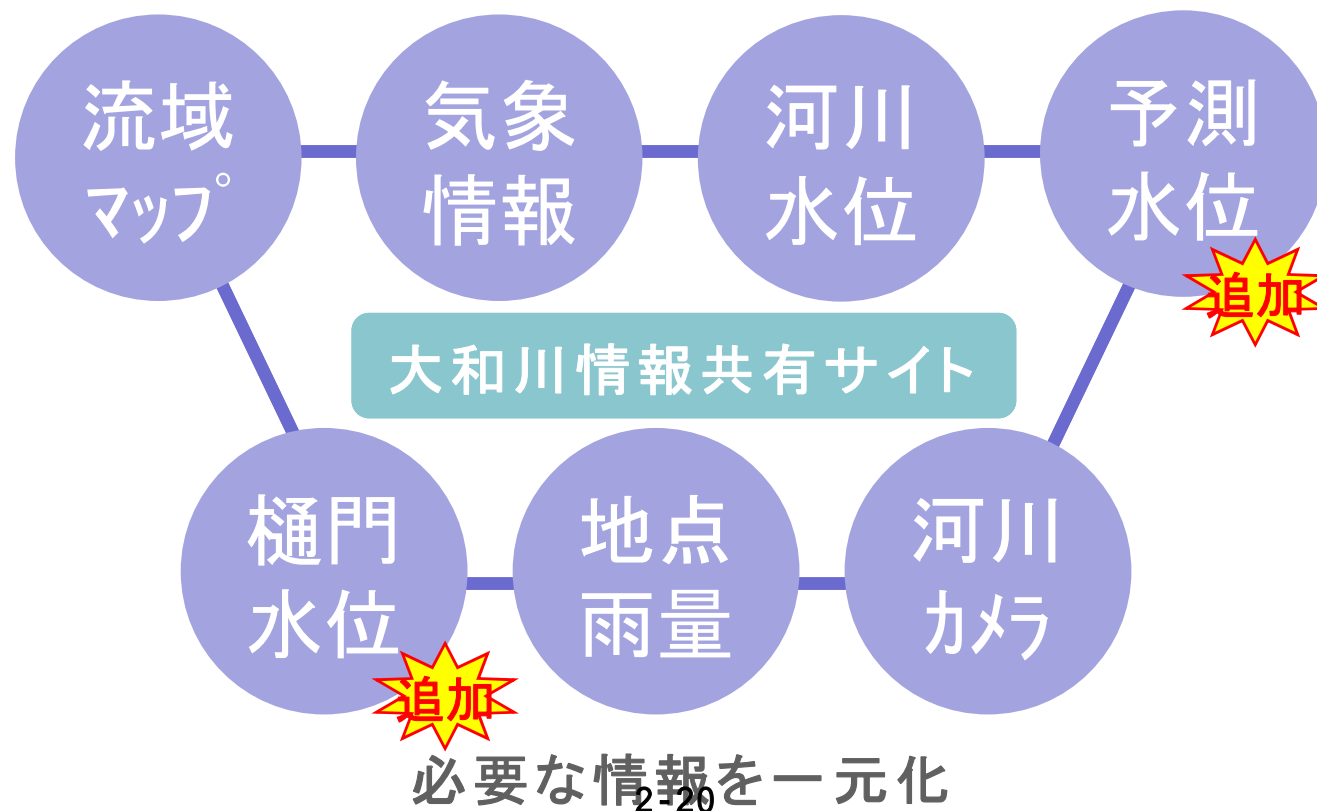 流域
マップ
気象
情報
河川
水位
予測
水位
追加
大和川情報共有サイト
樋門
水位
追加
地点
雨量
河川
カメラ
必要な情報を一元化
2-20